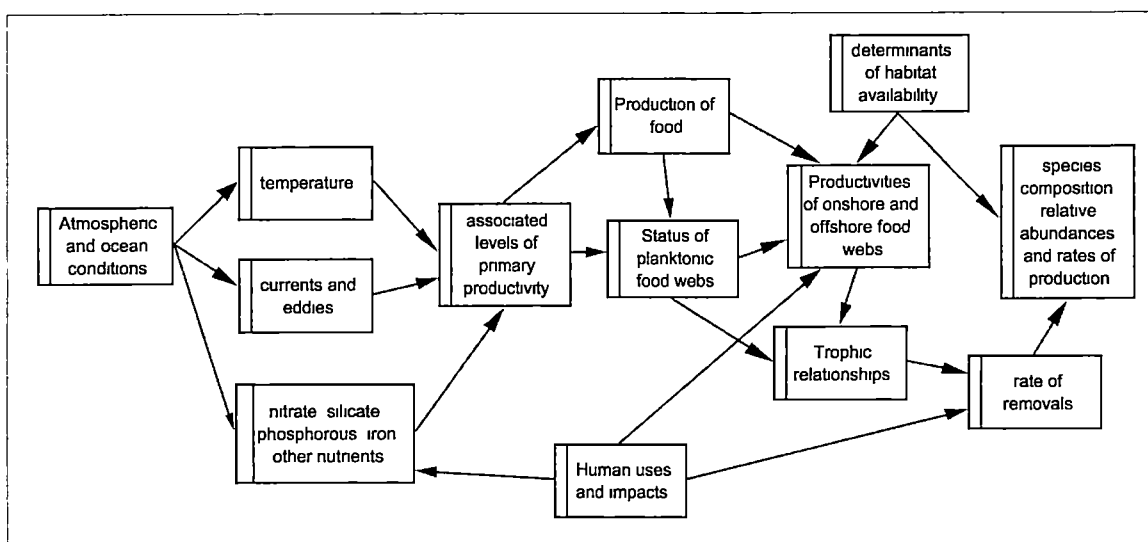 Atmospheric
and ocean
conditions
temperature
currents and
eddies
nitrate silicate
phosphorous iron
other nutrients
associated
levels of
primary
productivity
Production of
food
Status of
planktonic
food webs
Human uses
and impacts
determinants
of habitat
availability
Productivities
of onshore and
offshore food
webs
Trophic
relationships
species
composition
relative
abundances
and rates of
production
rate of
removals